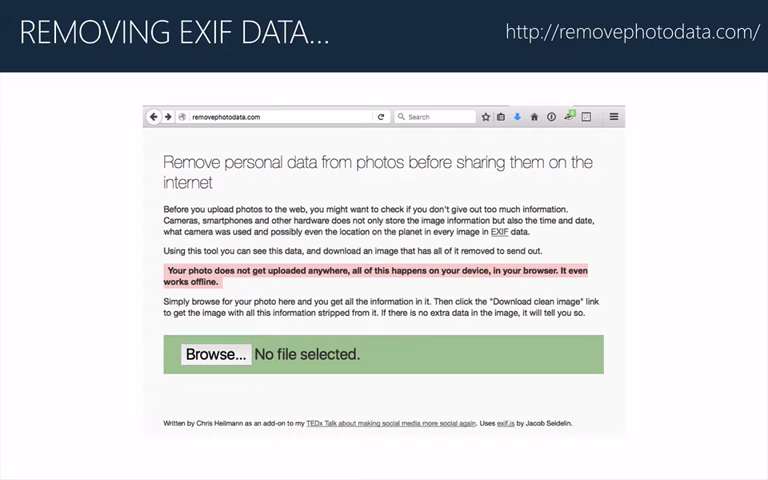 REMOVING EXIF DATA...
http://removephotodata.com/
removephotodata.com
Search
Remove personal data from photos before sharing them on the
internet
Before you upload photos to the web, you might want to check if you don't give out too much information.
Cameras, smartphones and other hardware does not only store the image information but also the time and date,
what camera was used and possibly even the location on the planet in every image in EXIF data.
Using this tool you can see this data, and download an image that has all of it removed to send out.
Your photo does not get uploaded anywhere, all of this happens on your device, in your browser. It even
works offline.
Simply browse for your photo here and you get all the information in it. Then click the "Download clean image" link
to get the image with all this information stripped from it. If there is no extra data in the image, it will tell you so.
Browse... No file selected.
Written by Chris Heilmann as an add-on to my TEDx Talk about making social media more social again. Uses exif.js by Jacob Seidelin.